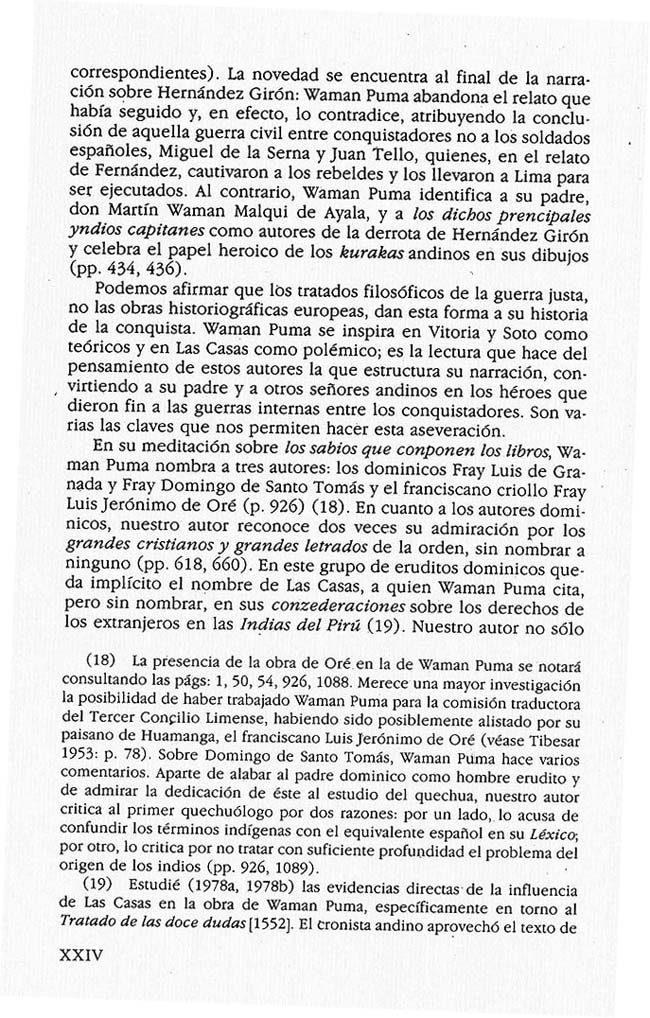 correspondientes). La novedad se encuentra al final de la narra-
ción sobre Hernández Girón: Waman Puma abandona el relato que
había seguido y, en efecto, lo contradice, atribuyendo la conclu-
sión de aquella guerra civil entre conquistadores no a los soldados
españoles, Miguel de la Serna y Juan Tello, quienes, en el relato
de Fernández, cautivaron a los rebeldes y los llevaron a Lima para
ser ejecutados. Al contrario, Waman Puma identifica a su padre,
don Martín Waman Malqui de Ayala, y a los dichos prencipales
yndios capitanes como autores de la derrota de Hernández Girón
y celebra el papel heroico de los kurakas andinos en sus dibujos
(pp. 434, 436).
Podemos afirmar que los tratados filosóficos de la guerra justa,
no las obras historiográficas europeas, dan esta forma a su historia
de la conquista. Waman Puma se inspira en Vitoria y Soto como
teóricos y en Las Casas como polémico; es la lectura que hace del
pensamiento de estos autores la que estructura su narración, con-
virtiendo a su padre y a otros señores andinos en los héroes que
dieron fin a las guerras internas entre los conquistadores. Son va-
rias las claves que nos permiten hacer esta aseveración.
En su meditación sobre los sabios que conponen los libros, Wa-
man Puma nombra a tres autores: los dominicos Fray Luis de Gra-
nada y Fray Domingo de Santo Tomás y el franciscano criollo Fray
Luis Jerónimo de Oré (p. 926) (18). En cuanto a los autores domi-
nicos, nuestro autor reconoce dos veces su admiración por los
grandes cristianos y grandes letrados de la orden, sin nombrar a
ninguno (pp. 618, 660). En este grupo de eruditos dominicos que-
da implícito el nombre de Las Casas, a quien Waman Puma cita,
pero sin nombrar, en sus conzederaciones sobre los derechos de
los extranjeros en las Indias del Pirú (19). Nuestro autor no sólo
(18) La presencia de la obra de Oré en la de Waman Puma se notará
consultando las págs: 1, 50, 54, 926, 1088. Merece una mayor investigación
la posibilidad de haber trabajado Waman Puma para la comisión traductora
del Tercer Concilio Limense, habiendo sido posiblemente alistado por su
paisano de Huamanga, el franciscano Luis Jerónimo de Oré (véase Tibesar
1953: p. 78). Sobre Domingo de Santo Tomás, Waman Puma hace varios
comentarios. Aparte de alabar al padre dominico como hombre erudito y
de admirar la dedicación de éste al estudio del quechua, nuestro autor
critica al primer quechuólogo por dos razones: por un lado, lo acusa de
confundir los términos indígenas con el equivalente español en su Léxico;
por otro, lo critica por no tratar con suficiente profundidad el problema del
origen de los indios (pp. 926, 1089).
(19) Estudié (1978a, 1978b) las evidencias directas de la influencia
de Las Casas en la obra de Waman Puma, específicamente en torno al
Tratado de las doce dudas [1552]. El cronista andino aprovechó el texto de
XXIV